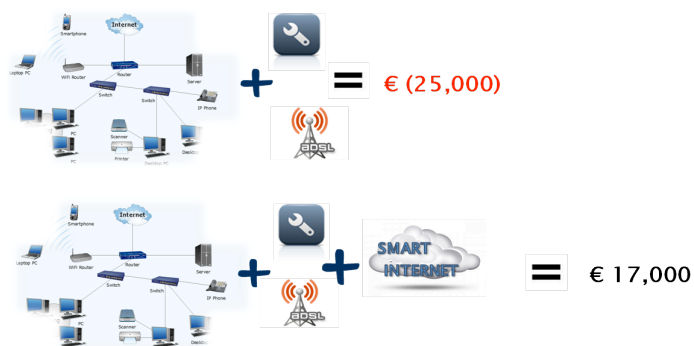 Internet
Smartphone
Laptop PC
WiFi Router
Router
Server
Switch
Switch
IP Phone
PC
Scanner
Desktop
PC
Printer
Desktop PC
ADSL
= € (25,000)
Internet
Smartphone
Laptop PC
WiFi Router
Router
Server
Switch
Switch
IP Phone
PC
Scanner
Desktop
ADSL
SMART
INTERNET
= € 17,000